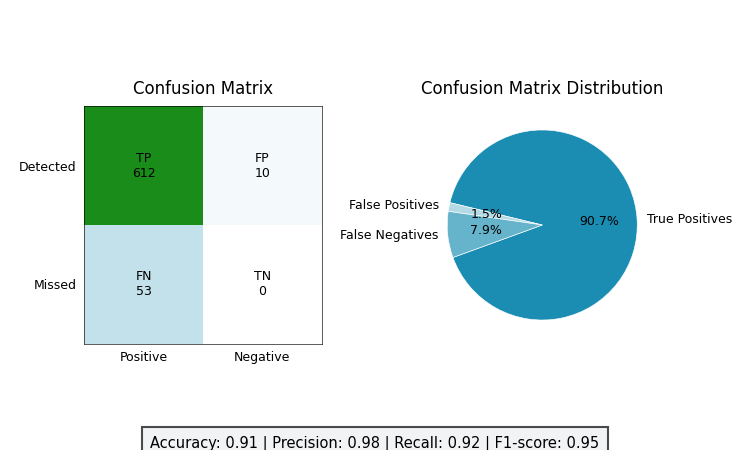 Confusion Matrix
Detected
TP
612
FP
10
Missed
FN
53
TN
0
Positive
Negative
Confusion Matrix Distribution
False Positives
1.5%
False Negatives
7.9%
90.7%
True Positives
Accuracy: 0.91 | Precision: 0.98 | Recall: 0.92 | F1-score: 0.95